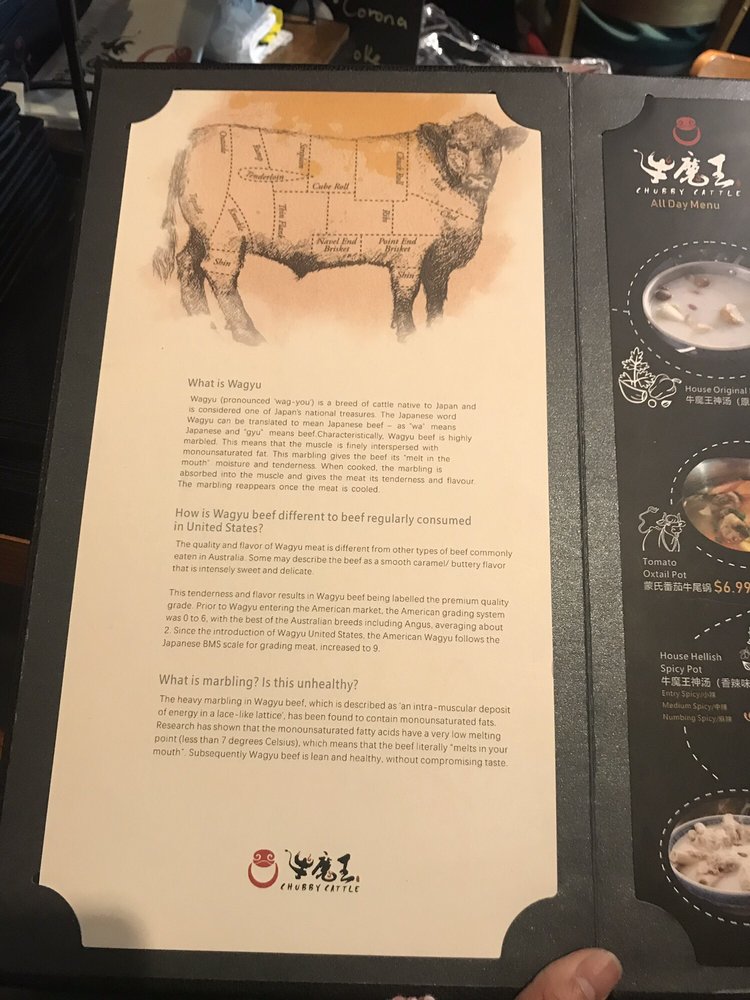 Corona
oke
Tenderloin
Cube Roll
Chuck Roll
Thin Flank
Rib
Navel End
Brisket
Point End
Brisket
Shin
Shin
What is Wagyu
Wagyu (pronounced 'wag-you') is a breed of cattle native to Japan and
is considered one of Japan's national treasures. The Japanese word
Wagyu can be translated to mean Japanese beef – as "wa" means
Japanese and "gyu" means beef.Characteristically, Wagyu beef is highly
marbled. This means that the muscle is finely interspersed with
monounsaturated fat. This marbling gives the beef its "melt in the
mouth" moisture and tenderness. When cooked, the marbling is
absorbed into the muscle and gives the meat its tenderness and flavour.
The marbling reappears once the meat is cooled.
How is Wagyu beef different to beef regularly consumed
in United States?
The quality and flavor of Wagyu meat is different from other types of beef commonly
eaten in Australia. Some may describe the beef as a smooth caramel/ buttery flavor
that is intensely sweet and delicate.
This tenderness and flavor results in Wagyu beef being labelled the premium quality
grade. Prior to Wagyu entering the American market, the American grading system
was 0 to 6, with the best of the Australian breeds including Angus, averaging about
2. Since the introduction of Wagyu United States, the American Wagyu follows the
Japanese BMS scale for grading meat, increased to 9.
What is marbling? Is this unhealthy?
The heavy marbling in Wagyu beef, which is described as 'an intra-muscular deposit
of energy in a lace-like lattice', has been found to contain monounsaturated fats.
Research has shown that the monounsaturated fatty acids have a very low melting
point (less than 7 degrees Celsius), which means that the beef literally "melts in your
mouth". Subsequently Wagyu beef is lean and healthy, without compromising taste.
牛魔王
CHUBBY CATTLE
牛魔王
CHUBBY CATTLE
All Day Menu
House Original
牛魔王神汤（原
Tomato
Oxtail Pot
蒙氏番茄牛尾锅 $6.99
House Hellish
Spicy Pot
牛魔王神汤（香辣味
Entry Spicy/小辣
Medium Spicy/中辣
Numbing Spicy/麻辣